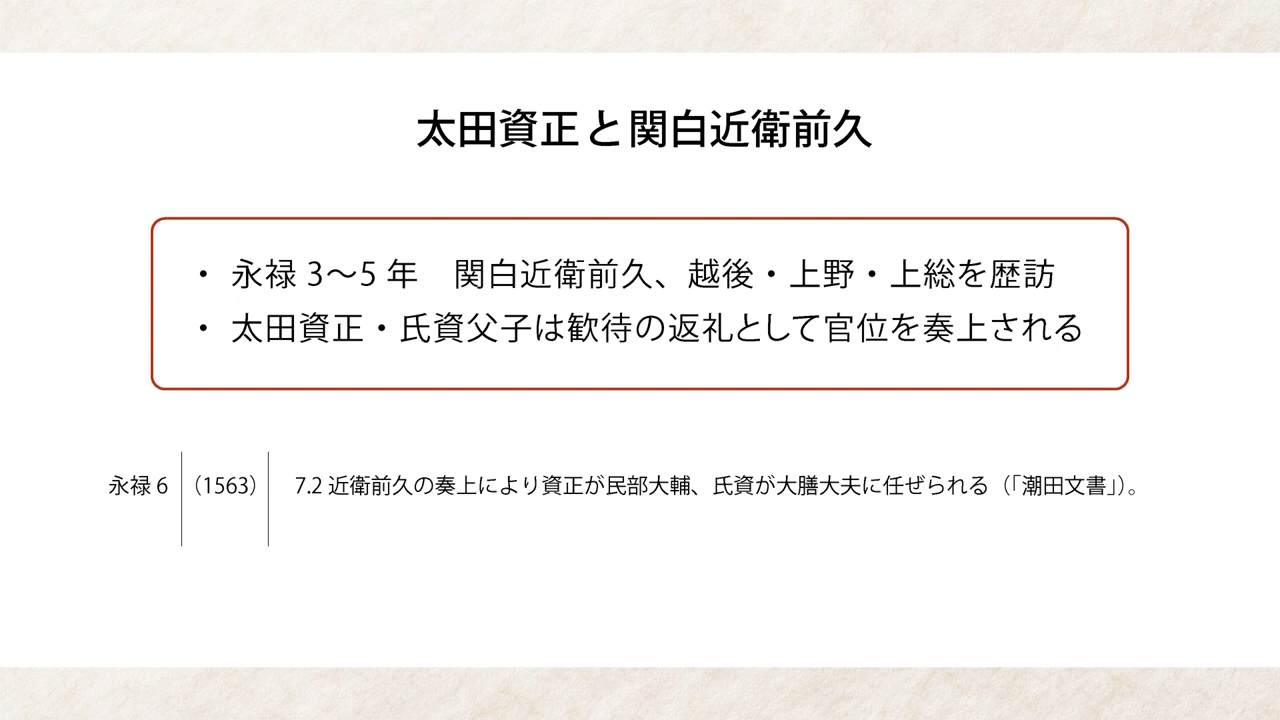 太田資正と関白近衛前久
・ 永禄 3〜5 年　関白近衛前久、越後・上野・上総を歴訪
・ 太田資正・氏資父子は歓待の返礼として官位を奏上される
永禄 6 （1563） 7.2 近衛前久の奏上により資正が民部大輔、氏資が大膳大夫に任ぜられる（「潮田文書」）。